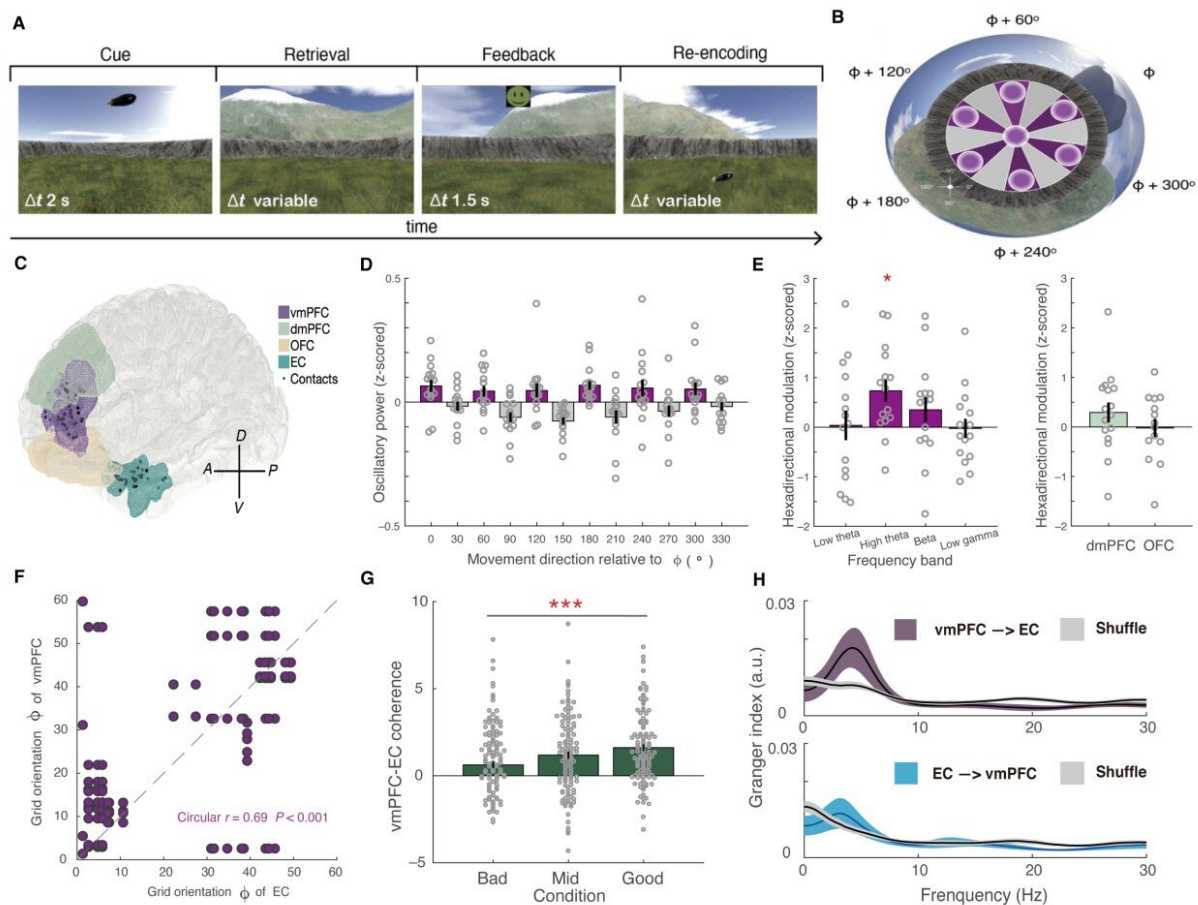 A
Cue
Retrieval
Feedback
Re-encoding
Δt 2 s
Δt variable
Δt 1.5 s
Δt variable
time
B
ϕ + 60°
ϕ + 120°
ϕ
ϕ + 180°
ϕ + 300°
ϕ + 240°
C
vmPFC
dmPFC
OFC
EC
Contacts
D
A
P
V
D
Oscillatory power (z-scored)
0.5
0
−0.5
0 30 60 90 120 150 180 210 240 270 300 330
Movement direction relative to ϕ ( ° )
E
Hexadirectional modulation (z-scored)
3
2
1
0
−1
−2
*
Low theta
High theta
Beta
Low gamma
Frequency band
Hexadirectional modulation (z-scored)
3
2
1
0
−1
−2
dmPFC OFC
F
Grid orientation ϕ of vmPFC
60
50
40
30
20
10
0
Circular r = 0.69 P < 0.001
0 10 20 30 40 50 60
Grid orientation ϕ of EC
G
vmPFC-EC coherence
10
5
0
−5
***
Bad Mid Good
Condition
H
Granger index (a.u.)
0.03
0
vmPFC —> EC
Shuffle
0.03
0
EC —> vmPFC
Shuffle
0 10 20 30
Frenquency (Hz)